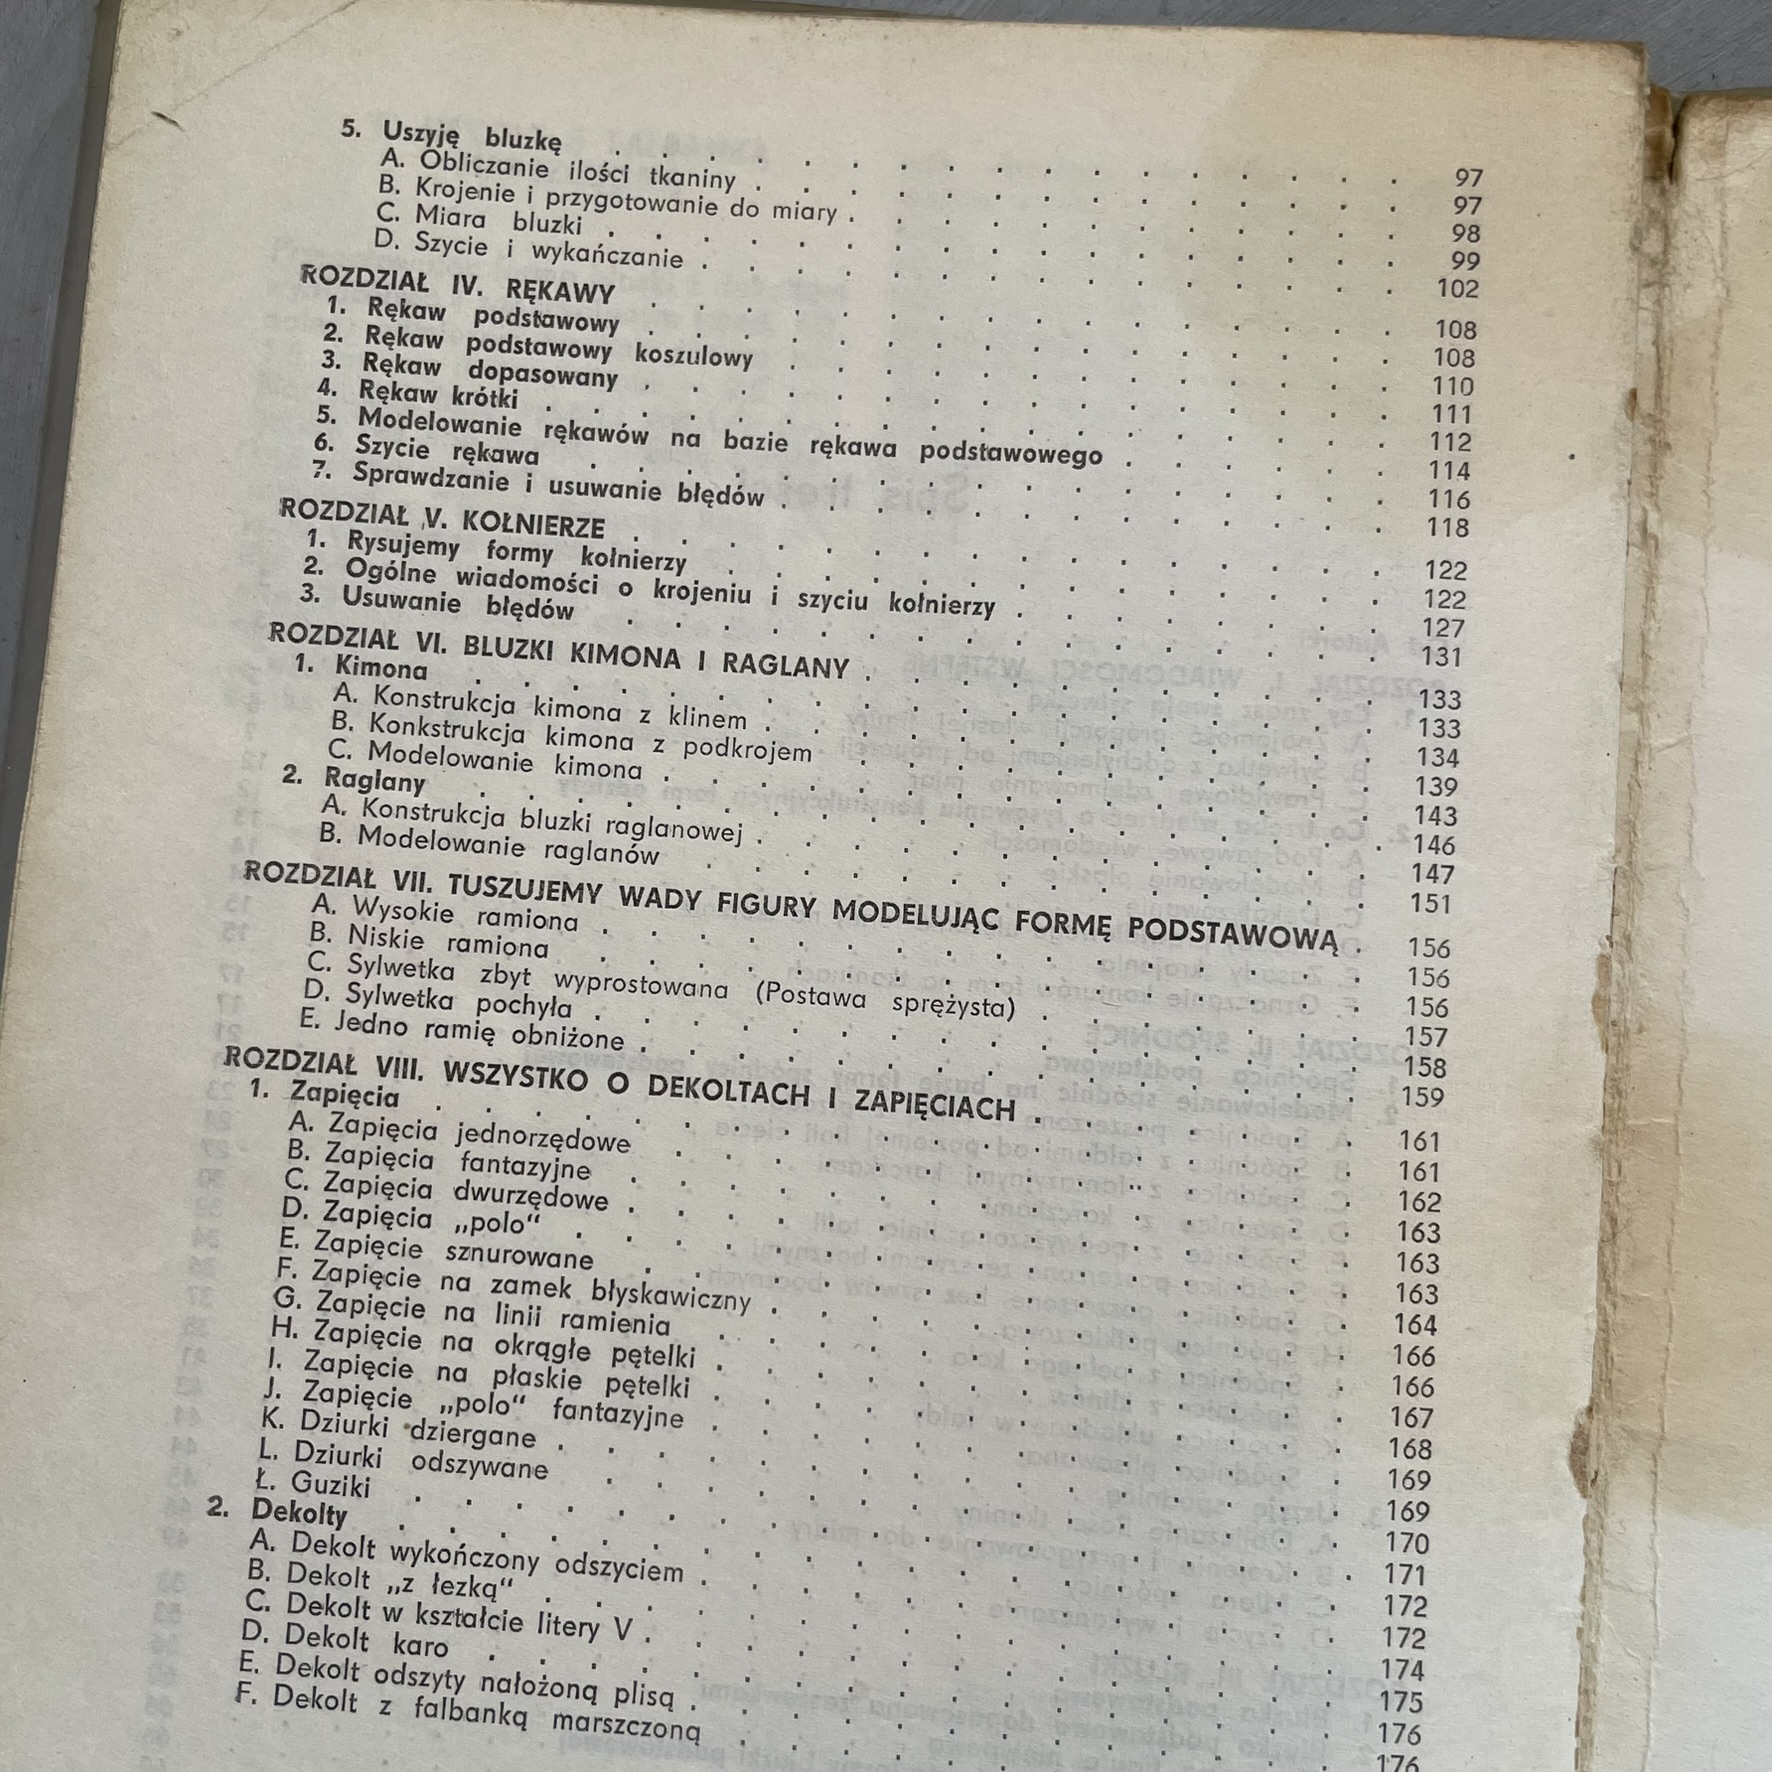 5. Uszyję bluzkę . . . . . . . . . . . . . . . . . 97
A. Obliczanie ilości tkaniny . . . . . . . . . . . . . . 97
B. Krojenie i przygotowanie do miary . . . . . . . . . . . . 98
C. Miara bluzki . . . . . . . . . . . . . . . . . 99
D. Szycie i wykańczanie . . . . . . . . . . . . . . . 102
ROZDZIAŁ IV. RĘKAWY . . . . . . . . . . . . . . . . 108
1. Rękaw podstawowy . . . . . . . . . . . . . . . . 108
2. Rękaw podstawowy koszulowy . . . . . . . . . . . . . 110
3. Rękaw dopasowany . . . . . . . . . . . . . . . . 111
4. Rękaw krótki . . . . . . . . . . . . . . . . . . 112
5. Modelowanie rękawów na bazie rękawa podstawowego . . . . . . 114
6. Szycie rękawa . . . . . . . . . . . . . . . . . 116
7. Sprawdzanie i usuwanie błędów . . . . . . . . . . . . . 118
ROZDZIAŁ V. KOŁNIERZE . . . . . . . . . . . . . . . . 122
1. Rysujemy formy kołnierzy . . . . . . . . . . . . . . 122
2. Ogólne wiadomości o krojeniu i szyciu kołnierzy . . . . . . . . 127
3. Usuwanie błędów . . . . . . . . . . . . . . . . 131
ROZDZIAŁ VI. BLUZKI KIMONA I RAGLANY . . . . . . . . . . . 133
1. Kimona . . . . . . . . . . . . . . . . . . . 133
A. Konstrukcja kimona z klinem . . . . . . . . . . . . . 134
B. Konkstrukcja kimona z podkrojem . . . . . . . . . . . 139
C. Modelowanie kimona . . . . . . . . . . . . . . . 143
2. Raglany . . . . . . . . . . . . . . . . . . . 146
A. Konstrukcja bluzki raglanowej . . . . . . . . . . . . . 147
B. Modelowanie raglanów . . . . . . . . . . . . . . 151
ROZDZIAŁ VII. TUSZUJEMY WADY FIGURY MODELUJĄC FORMĘ PODSTAWOWĄ . 156
A. Wysokie ramiona . . . . . . . . . . . . . . . . 156
B. Niskie ramiona . . . . . . . . . . . . . . . . . 156
C. Sylwetka zbyt wyprostowana (Postawa sprężysta) . . . . . . . 157
D. Sylwetka pochyła . . . . . . . . . . . . . . . . 158
E. Jedno ramię obniżone . . . . . . . . . . . . . . . 159
ROZDZIAŁ VIII. WSZYSTKO O DEKOLTACH I ZAPIĘCIACH . . . . . . . 161
1. Zapięcia . . . . . . . . . . . . . . . . . . . 161
A. Zapięcia jednorzędowe . . . . . . . . . . . . . . 162
B. Zapięcia fantazyjne . . . . . . . . . . . . . . . 163
C. Zapięcia dwurzędowe . . . . . . . . . . . . . . . 163
D. Zapięcia „polo“ . . . . . . . . . . . . . . . . 163
E. Zapięcie sznurowane . . . . . . . . . . . . . . . 164
F. Zapięcie na zamek błyskawiczny . . . . . . . . . . . . 166
G. Zapięcie na linii ramienia . . . . . . . . . . . . . 166
H. Zapięcie na okrągłe pętelki . . . . . . . . . . . . . 167
I. Zapięcie na płaskie pętelki . . . . . . . . . . . . . 168
J. Zapięcie „polo“ fantazyjne . . . . . . . . . . . . . 169
K. Dziurki dziergane . . . . . . . . . . . . . . . . 169
L. Dziurki odszywane . . . . . . . . . . . . . . . . 170
Ł. Guziki . . . . . . . . . . . . . . . . . . . 171
2. Dekolty . . . . . . . . . . . . . . . . . . . 172
A. Dekolt wykończony odszyciem . . . . . . . . . . . . . 172
B. Dekolt „z łezką“ . . . . . . . . . . . . . . . . 174
C. Dekolt w kształcie litery V . . . . . . . . . . . . . . 175
D. Dekolt karo . . . . . . . . . . . . . . . . . 176
E. Dekolt odszyty nałożoną plisą . . . . . . . . . . . . . 176
F. Dekolt z falbanką marszczoną . . . . . . . . . . . .